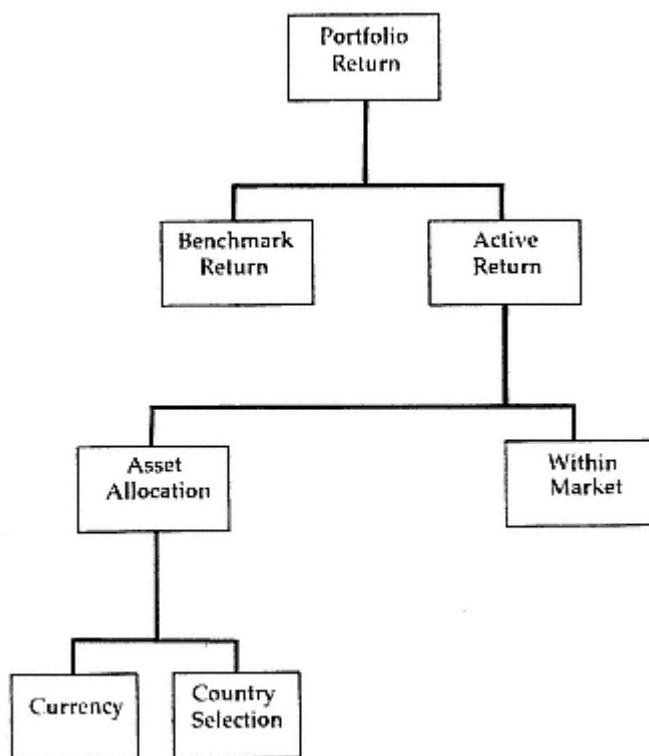 Portfolio
Return
Benchmark
Return
Active
Return
Asset
Allocation
Within
Market
Currency
Country
Selection